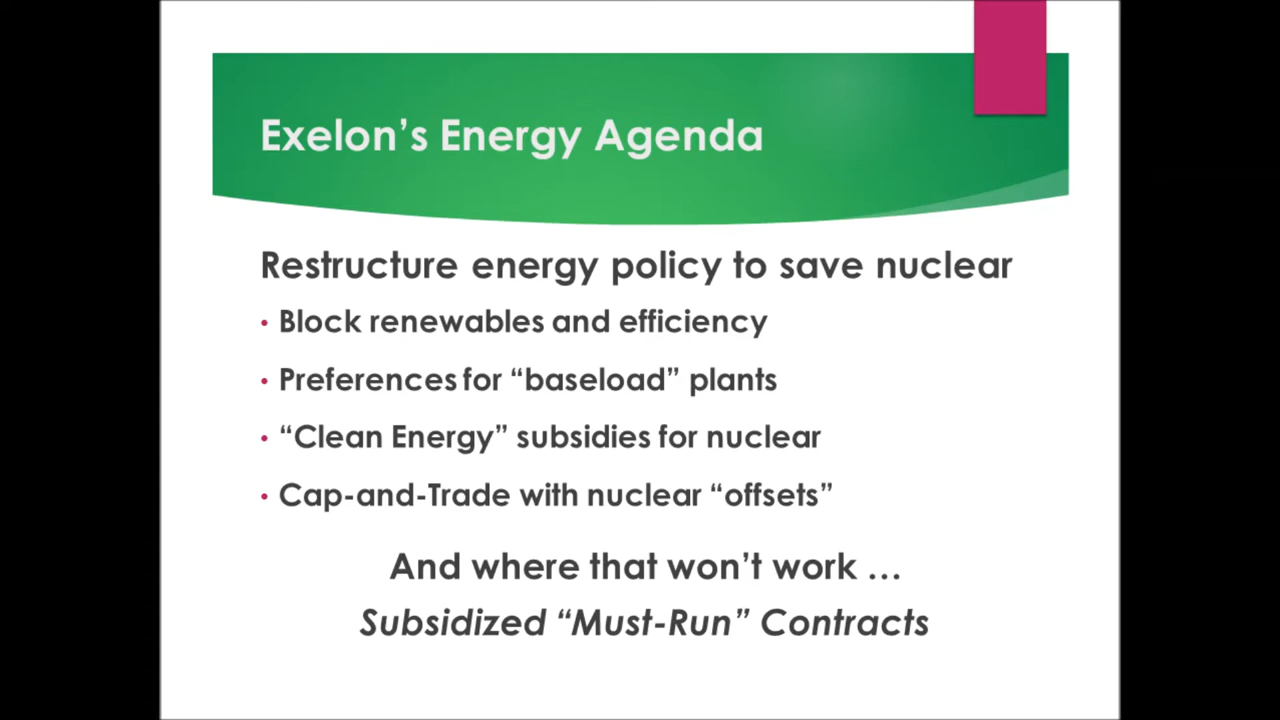 Exelon’s Energy Agenda
Restructure energy policy to save nuclear
• Block renewables and efficiency
• Preferences for “baseload” plants
• “Clean Energy” subsidies for nuclear
• Cap-and-Trade with nuclear “offsets”
And where that won’t work …
Subsidized “Must-Run” Contracts